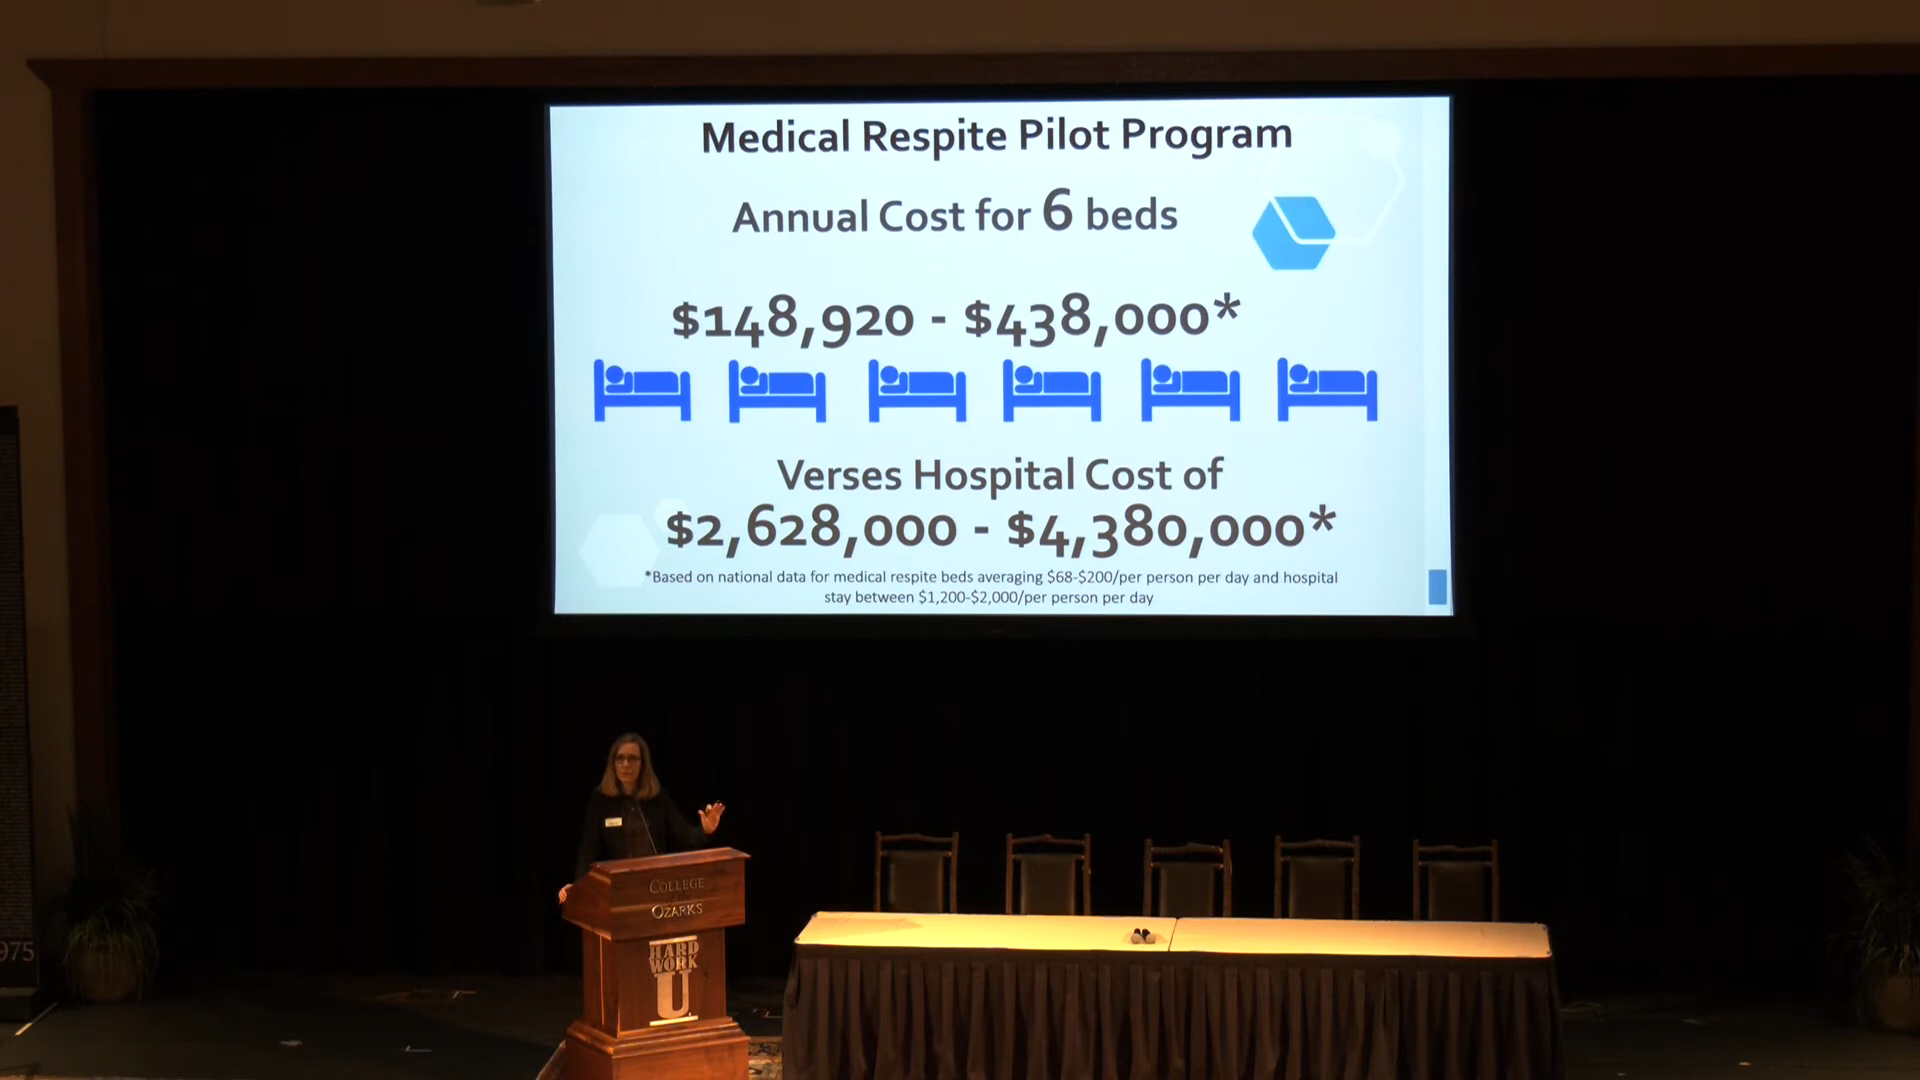 Medical Respite Pilot Program
Annual Cost for 6 beds
$148,920 - $438,000*
Verses Hospital Cost of
$2,628,000 - $4,380,000*
*Based on national data for medical respite beds averaging $68-$200/per person per day and hospital
stay between $1,200-$2,000/per person per day
COLLEGE
OZARKS
HARD
WORK
U.
975